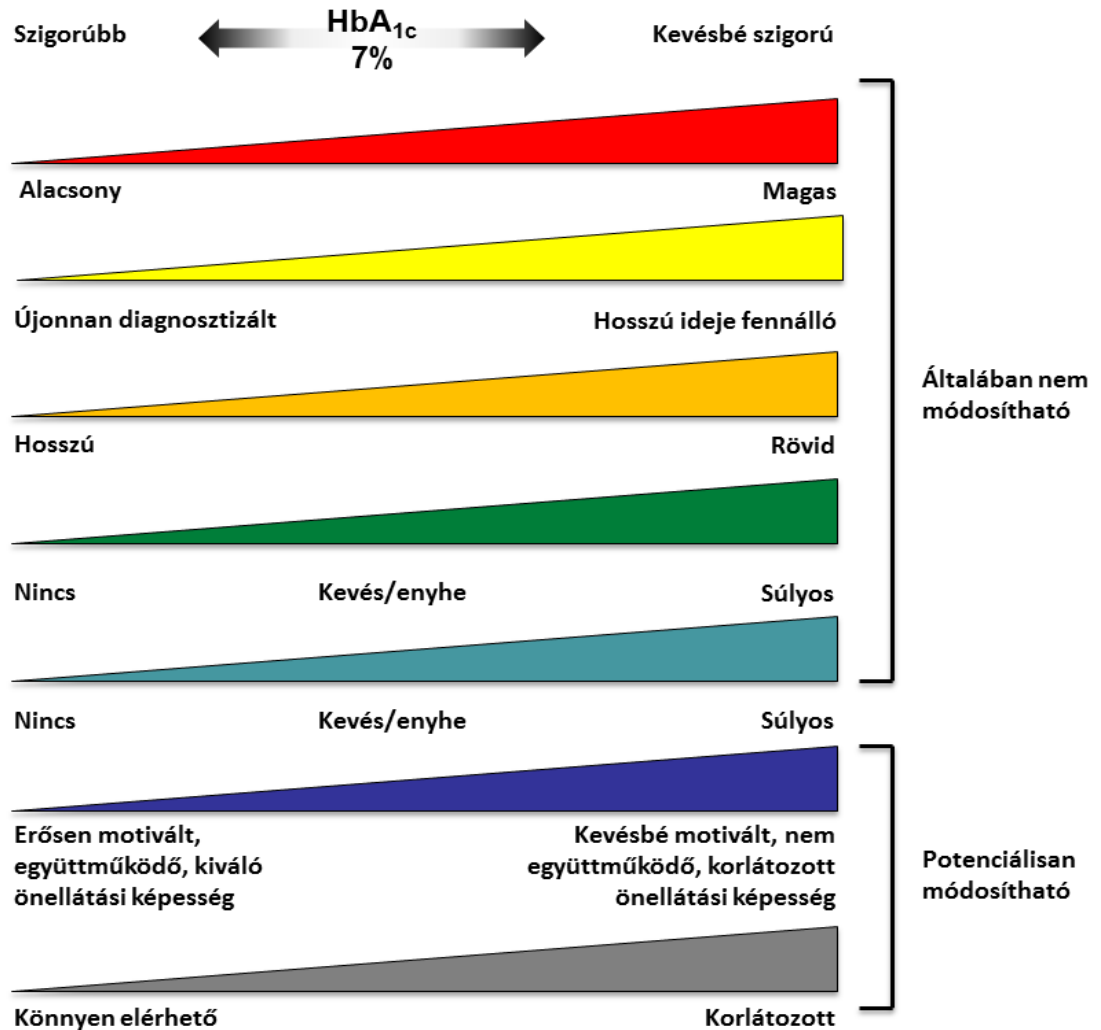 Szigorúbb
HbA1c
7%
Kevésbé szigorú
Alacsony
Magas
Újonnan diagnosztizált
Hosszú ideje fennálló
Hosszú
Rövid
Nincs
Kevés/enyhe
Súlyos
Nincs
Kevés/enyhe
Súlyos
Általában nem
módosítható
Erősen motivált,
együttműködő, kiváló
önellátási képesség
Kevésbé motivált, nem
együttműködő, korlátozott
önellátási képesség
Könnyen elérhető
Korlátozott
Potenciálisan
módosítható